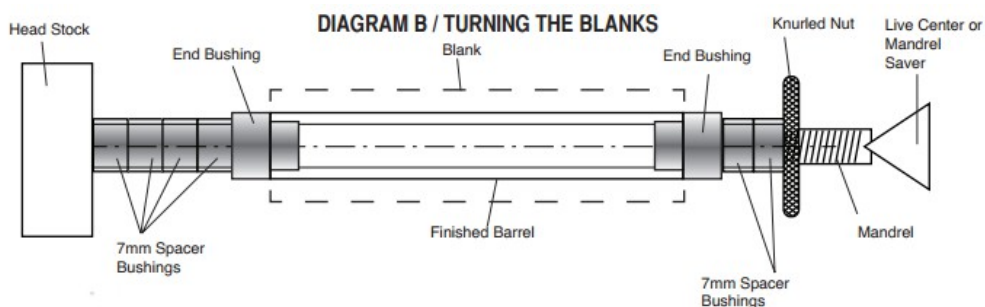 DIAGRAM B / TURNING THE BLANKS
Head Stock
End Bushing
Blank
End Bushing
Knurled Nut
Live Center or
Mandrel
Saver
7mm Spacer
Bushings
Finished Barrel
Mandrel
7mm Spacer
Bushings